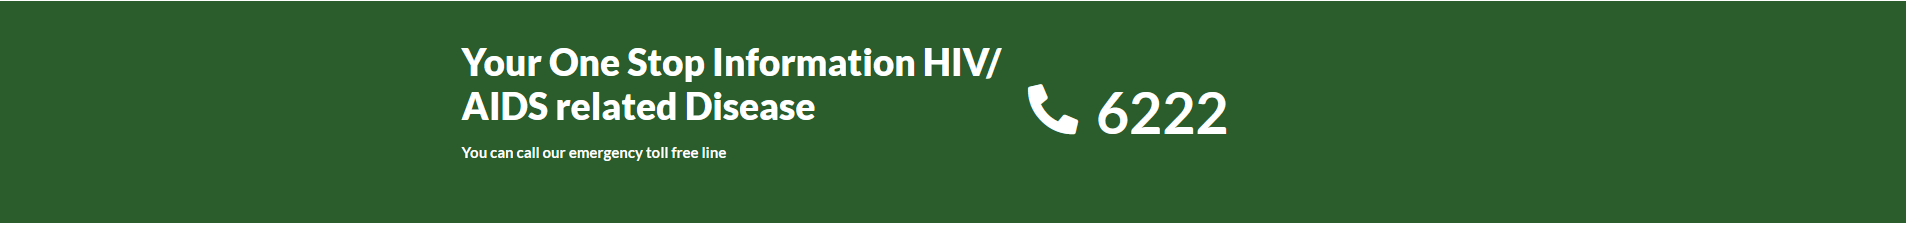 Your One Stop Information HIV/
AIDS related Disease
You can call our emergency toll free line
6222